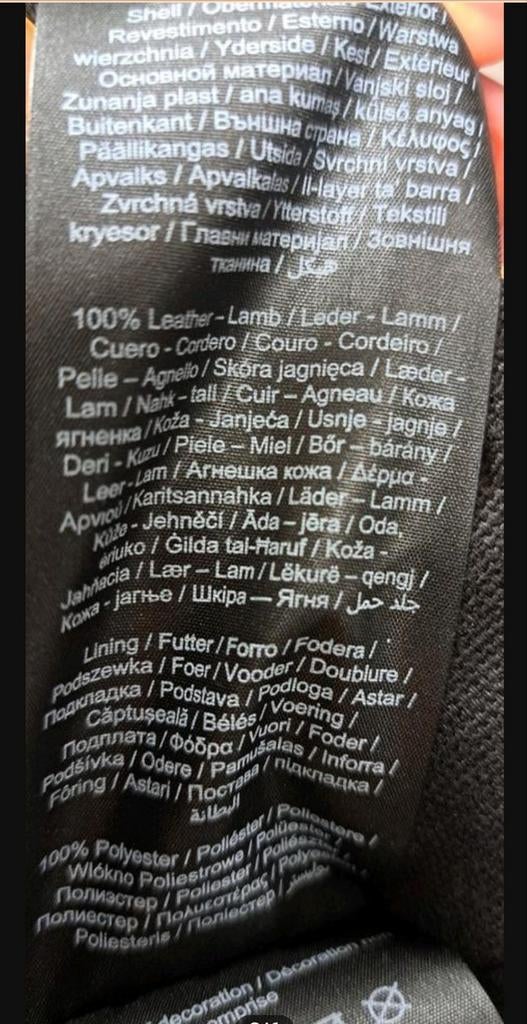 Shell / Obermaterial / Exterior /
Revestimento / Esterno / Warstwa
wierzchnia / Yderside / Kest / Extérieur /
Основной материал / Vanjski sloj /
Zunanja plast / ana kumaş / külső anyag /
Buitenkant / Външна страна / Κέλυφος /
Päällikangas / Utsida / Svrchní vrstva /
Apvalks / Apvalkalas / Il-layer ta' barra /
Zvrchná vrstva / Ytterstoff / Tekstili
kryesor / Главни материјал / Зовнішня
тканина / هيكل
100% Leather - Lamb / Leder - Lamm /
Cuero - Cordero / Couro - Cordeiro /
Pelle – Agnello / Skóra jagnięca / Læder -
Lam / Nahk - tall / Cuir – Agneau / Кожа
ягненка / Koža - Janjeća / Usnje - jagnje /
Deri - Kuzu / Piele – Miel / Bőr – bárány /
Leer - Lam / Агнешка кожа / Δέρμα -
Αρνιού / Karitsannahka / Läder – Lamm /
Kůže - Jehněčí / Āda – jēra / Oda,
ėriuko / Ġilda tal-Ħaruf / Koža -
Jahňacia / Lær – Lam / Lëkurë – qengj /
Кожа - јагње / Шкіра — Ягня / جلد حمل
Lining / Futter / Forro / Fodera /
Podszewka / Foer / Vooder / Doublure /
Подкладка / Podstava / Podloga / Astar /
Căptușeală / Bélés / Voering /
Подплата / Φόδρα / Vuori / Foder /
Podšívka / Odere / Pamušalas / Inforra /
Fôring / Astari / Постава / підкладка /
البطانة
100% Polyester / Poliéster / Poliestere /
Włókno Poliestrowe / Polüester /
Полиэстер / Poliester / Poliészter /
Полиестер / Πολυεστέρας /
Poliesteris / Поліестер / بوليستر
decoration / Décoration
comprise